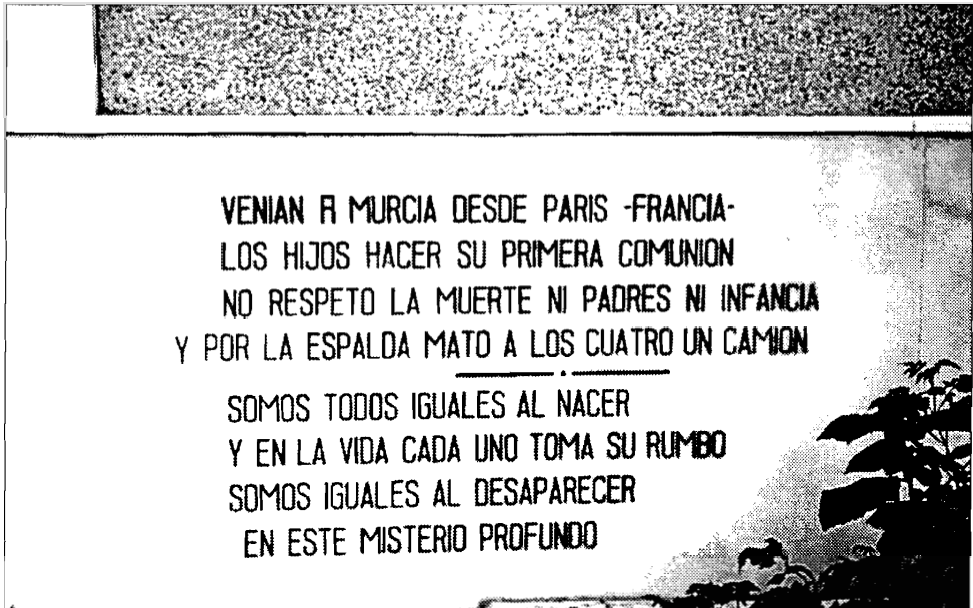 VENIAN A MURCIA DESDE PARIS -FRANCIA-
LOS HIJOS HACER SU PRIMERA COMUNION
NO RESPETO LA MUERTE NI PADRES NI INFANCIA
Y POR LA ESPALDA MATO A LOS CUATRO UN CAMION
SOMOS TODOS IGUALES AL NACER
Y EN LA VIDA CADA UNO TOMA SU RUMBO
SOMOS IGUALES AL DESAPARECER
EN ESTE MISTERIO PROFUNDO